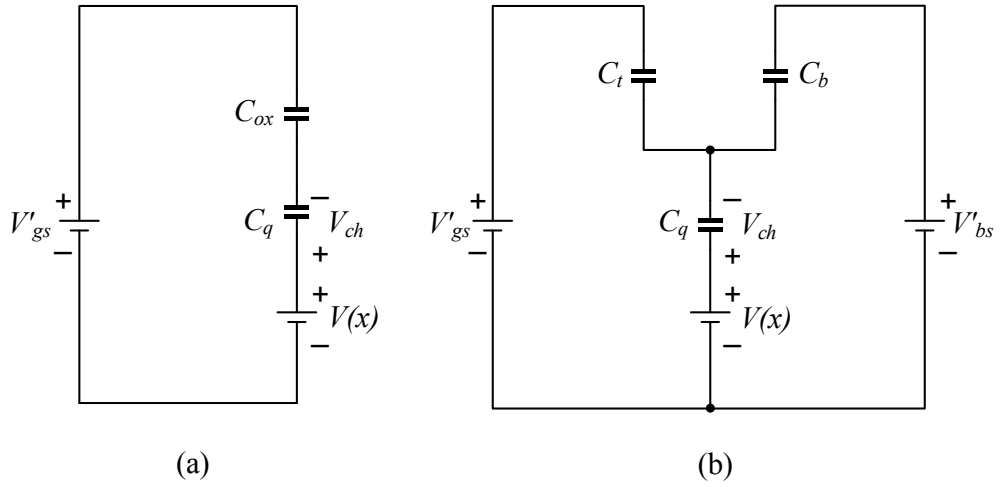 C_ox
+
V'_gs
−
C_q
−
V_ch
+
+
V(x)
−
(a)
C_t
C_b
+
V'_gs
−
C_q
−
V_ch
+
+
V(x)
−
+
V'_bs
−
(b)